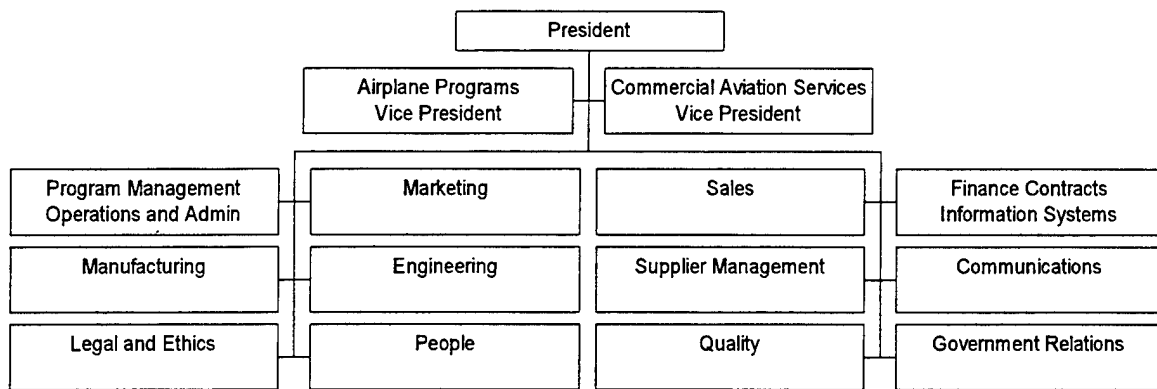 President
Airplane Programs
Vice President
Commercial Aviation Services
Vice President
Program Management
Operations and Admin
Marketing
Sales
Finance Contracts
Information Systems
Manufacturing
Engineering
Supplier Management
Communications
Legal and Ethics
People
Quality
Government Relations